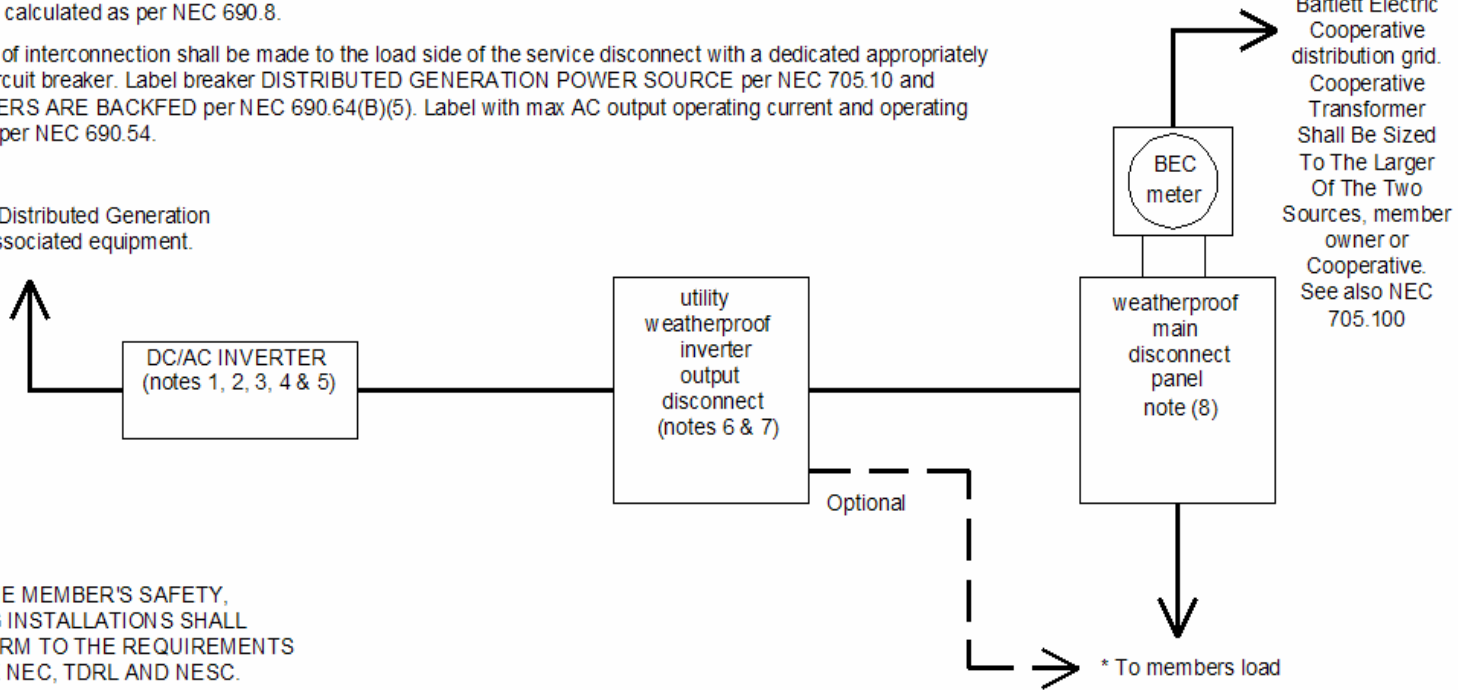 calculated as per NEC 690.8.
of interconnection shall be made to the load side of the service disconnect with a dedicated appropriately
rcuit breaker. Label breaker DISTRIBUTED GENERATION POWER SOURCE per NEC 705.10 and
ERS ARE BACKFED per NEC 690.64(B)(5). Label with max AC output operating current and operating
per NEC 690.54.
Bartlett Electric
Cooperative
distribution grid.
Cooperative
Transformer
Shall Be Sized
To The Larger
Of The Two
Sources, member
owner or
Cooperative.
See also NEC
705.100
BEC
meter
Distributed Generation
ssociated equipment.
DC/AC INVERTER
(notes 1, 2, 3, 4 & 5)
utility
weatherproof
inverter
output
disconnect
(notes 6 & 7)
weatherproof
main
disconnect
panel
note (8)
Optional
E MEMBER'S SAFETY,
INSTALLATIONS SHALL
RM TO THE REQUIREMENTS
NEC, TDRL AND NESC.
* To members load